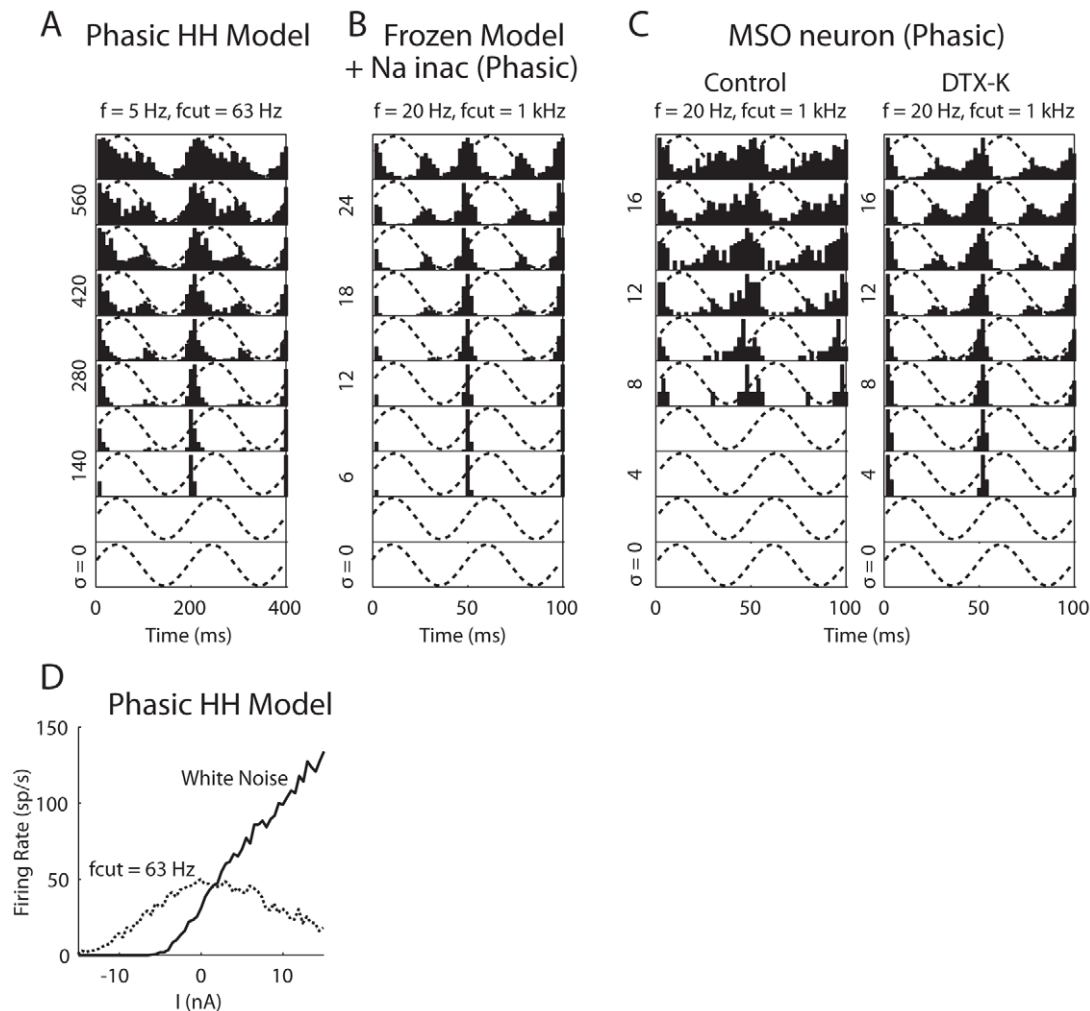 A Phasic HH Model
f = 5 Hz, fcut = 63 Hz
560
420
280
140
σ = 0
0 200 400
Time (ms)
B Frozen Model
+ Na inac (Phasic)
f = 20 Hz, fcut = 1 kHz
24
18
12
6
σ = 0
0 50 100
Time (ms)
C MSO neuron (Phasic)
Control
f = 20 Hz, fcut = 1 kHz
16
12
8
4
σ = 0
0 50 100
Time (ms)
DTX-K
f = 20 Hz, fcut = 1 kHz
16
12
8
4
σ = 0
0 50 100
Time (ms)
D Phasic HH Model
150
100
50
0
Firing Rate (sp/s)
White Noise
fcut = 63 Hz
-10 0 10
I (nA)